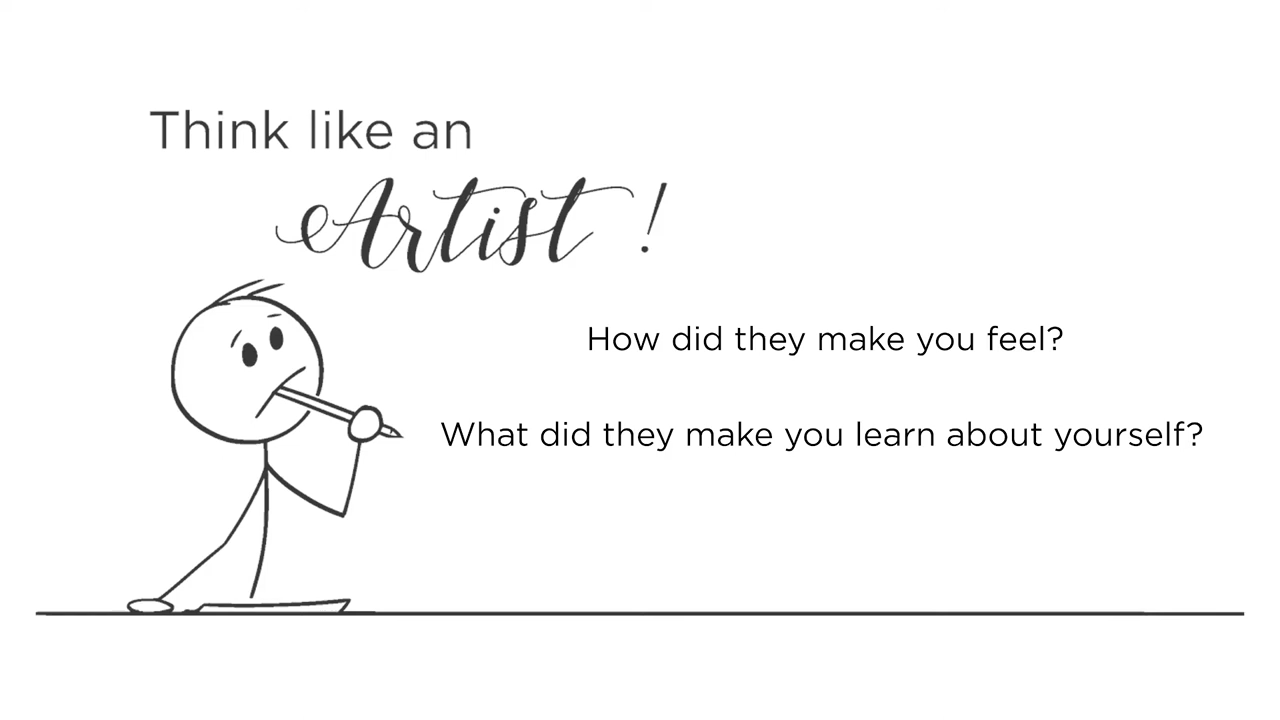 Think like an
Artist !
How did they make you feel?
What did they make you learn about yourself?